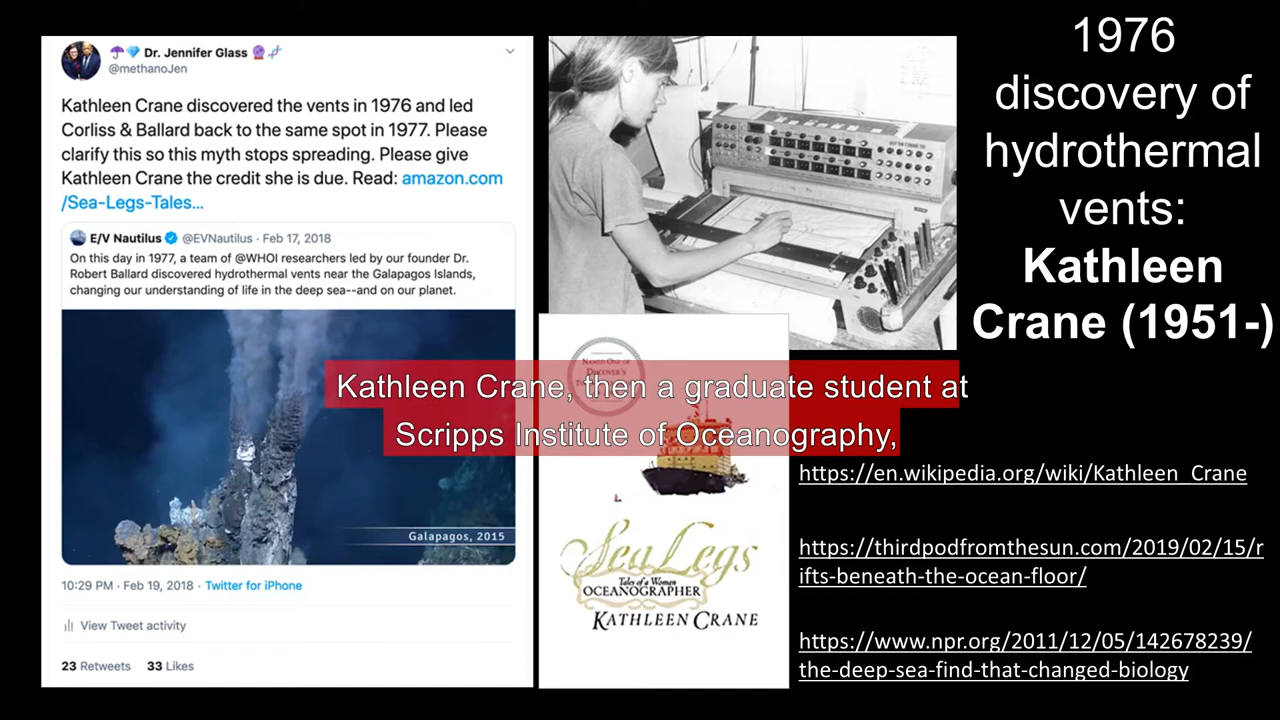 Dr. Jennifer Glass
@methanoJen
Kathleen Crane discovered the vents in 1976 and led
Corliss & Ballard back to the same spot in 1977. Please
clarify this so this myth stops spreading. Please give
Kathleen Crane the credit she is due. Read: amazon.com
/Sea-Legs-Tales...
E/V Nautilus @EVNautilus · Feb 17, 2018
On this day in 1977, a team of @WHOI researchers led by our founder Dr.
Robert Ballard discovered hydrothermal vents near the Galapagos Islands,
changing our understanding of life in the deep sea--and on our planet.
Galapagos, 2015
10:29 PM · Feb 19, 2018 · Twitter for iPhone
View Tweet activity
23 Retweets 33 Likes
NAMED ONE OF
DISCOVER'S
Kathleen Crane, then a graduate student at
Scripps Institute of Oceanography,
Sea Legs
Tales of a Woman
OCEANOGRAPHER
KATHLEEN CRANE
1976
discovery of
hydrothermal
vents:
Kathleen
Crane (1951-)
https://en.wikipedia.org/wiki/Kathleen_Crane
https://thirdpodfromthesun.com/2019/02/15/r
ifts-beneath-the-ocean-floor/
https://www.npr.org/2011/12/05/142678239/
the-deep-sea-find-that-changed-biology